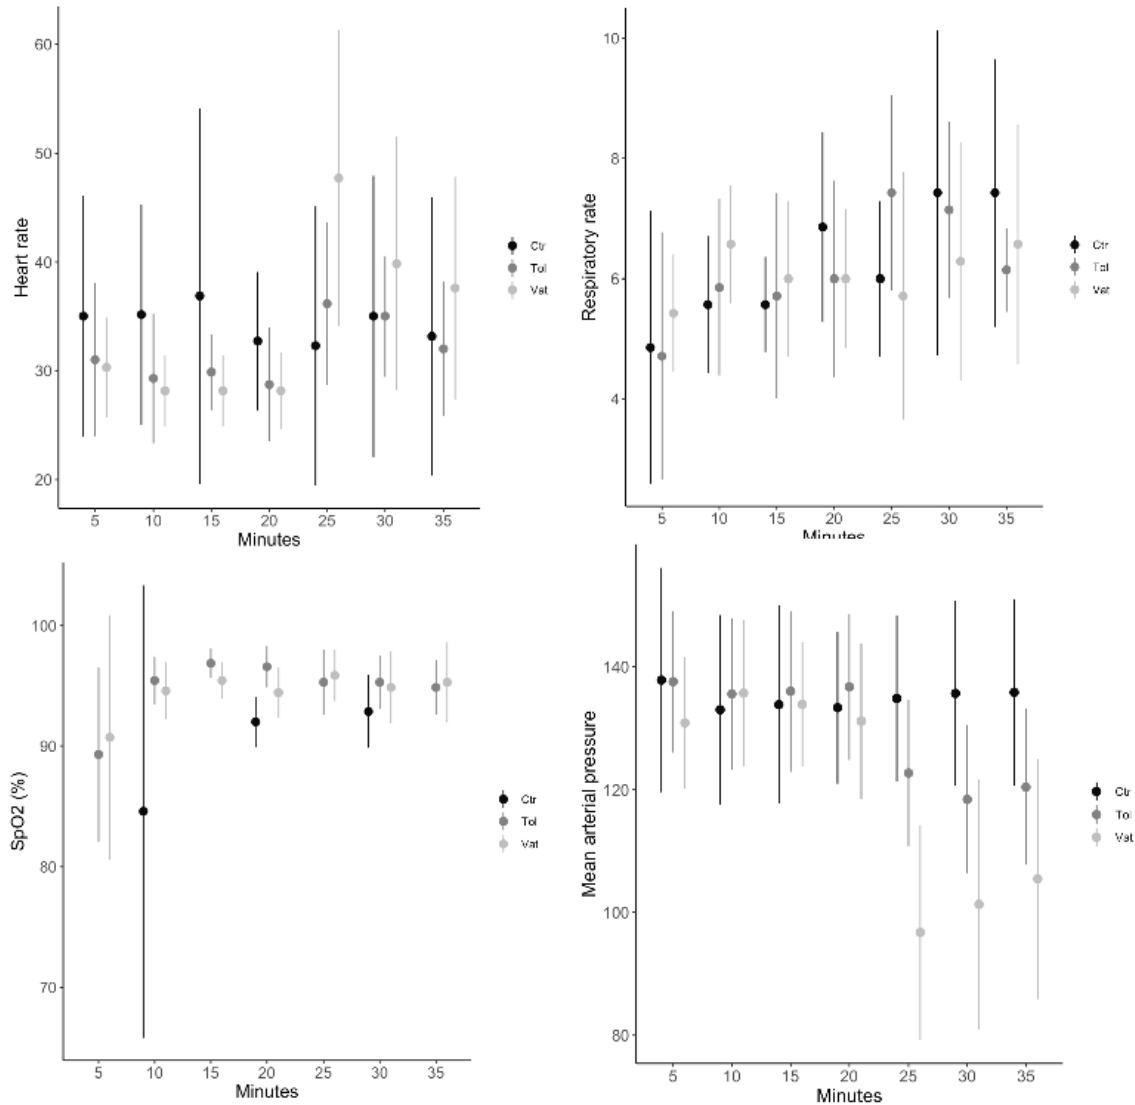 Heart rate
60
50
40
30
20
5 10 15 20 25 30 35
Minutes
Ctr
Tol
Vat
Respiratory rate
10
8
6
4
5 10 15 20 25 30 35
Minutes
Ctr
Tol
Vat
SpO2 (%)
100
90
80
70
5 10 15 20 25 30 35
Minutes
Ctr
Tol
Vat
Mean arterial pressure
140
120
100
80
5 10 15 20 25 30 35
Minutes
Ctr
Tol
Vat